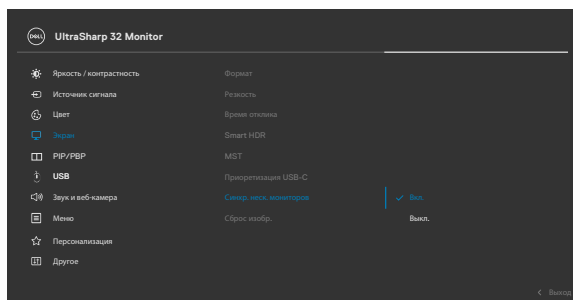 DELL
UltraSharp 32 Monitor
Яркость / контрастность
Формат
Источник сигнала
Резкость
Цвет
Время отклика
Экран
Smart HDR
PIP/PBP
MST
USB
Приоретизация USB-C
Звук и веб-камера
Синхр. неск. мониторов
Вкл.
Меню
Сброс изобр.
Выкл.
Персонализация
Другое
Выход